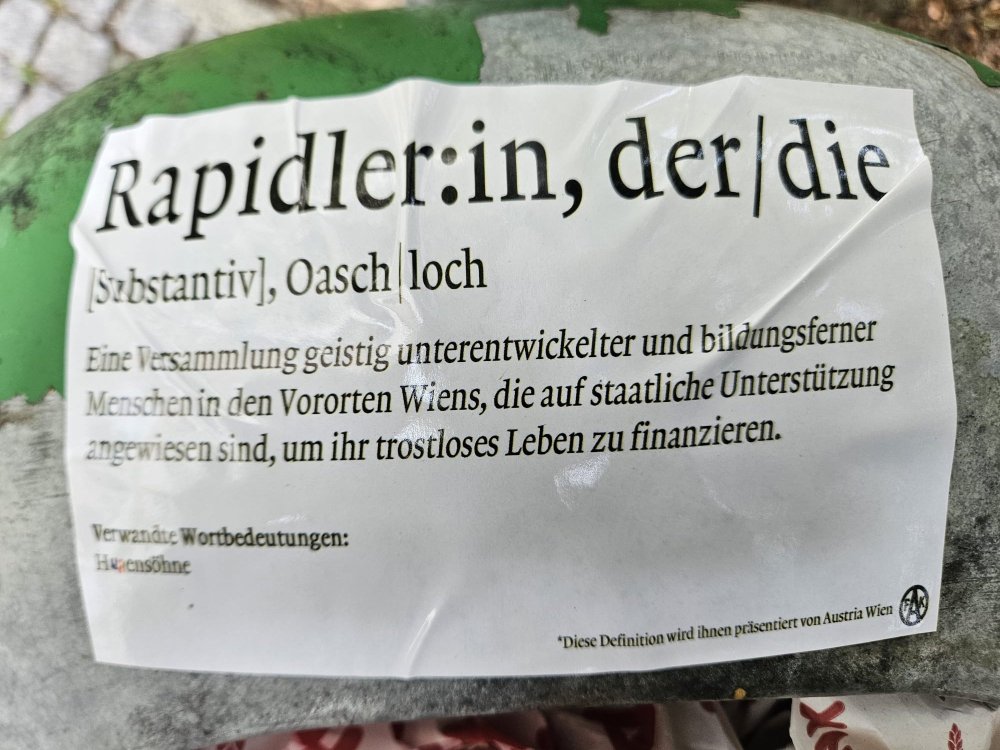 Rapidler:in, der/die
[Substantiv], Oasch|loch
Eine Versammlung geistig unterentwickelter und bildungsferner
Menschen in den Vororten Wiens, die auf staatliche Unterstützung
angewiesen sind, um ihr trostloses Leben zu finanzieren.
Verwandte Wortbedeutungen:
Hurensöhne
*Diese Definition wird ihnen präsentiert von Austria Wien
FAK